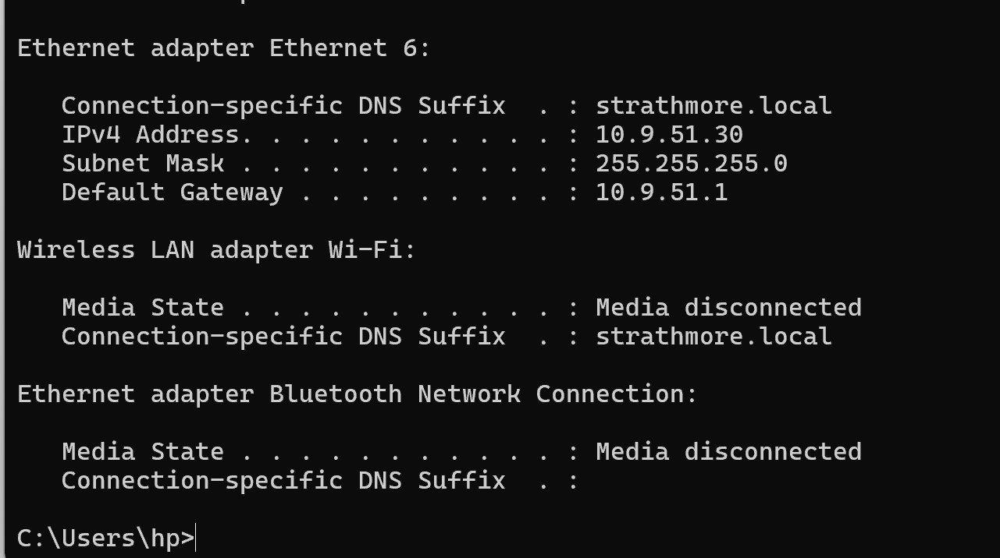 Ethernet adapter Ethernet 6:
Connection-specific DNS Suffix  . : strathmore.local
IPv4 Address. . . . . . . . . . . : 10.9.51.30
Subnet Mask . . . . . . . . . . . : 255.255.255.0
Default Gateway . . . . . . . . . : 10.9.51.1
Wireless LAN adapter Wi-Fi:
Media State . . . . . . . . . . . : Media disconnected
Connection-specific DNS Suffix  . : strathmore.local
Ethernet adapter Bluetooth Network Connection:
Media State . . . . . . . . . . . : Media disconnected
Connection-specific DNS Suffix  . :
C:\Users\hp>